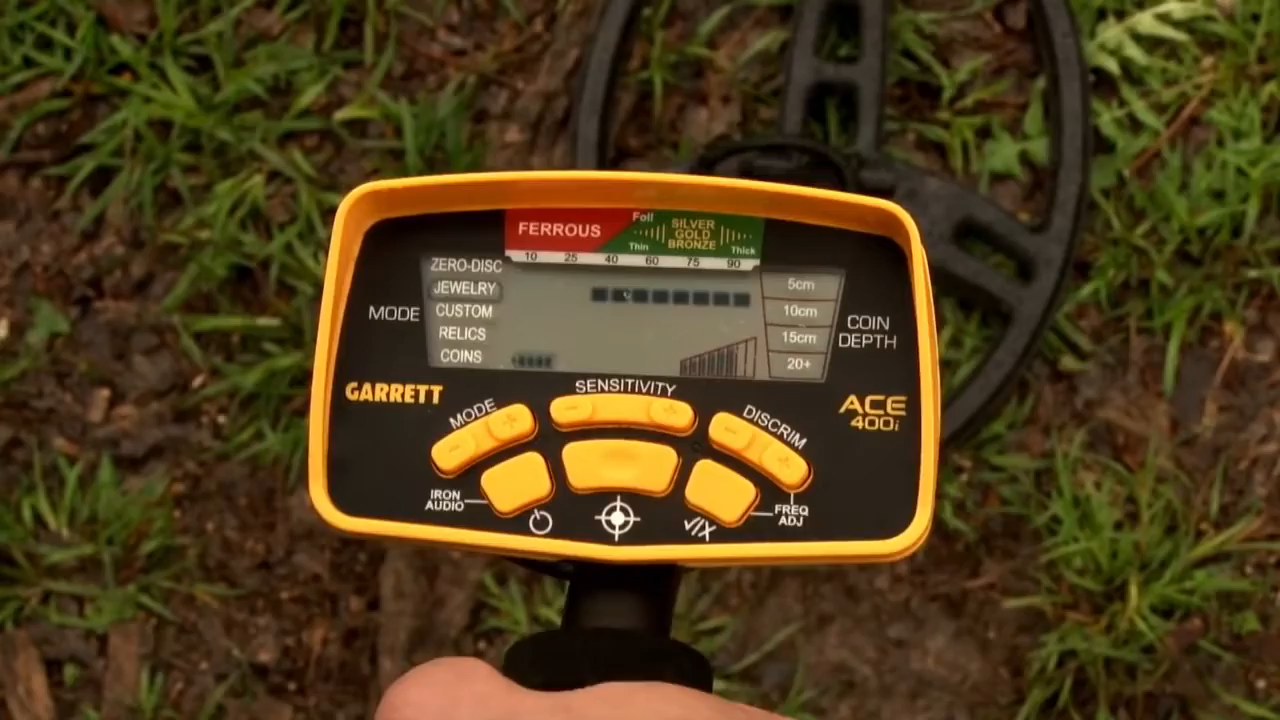 FERROUS
Foil
Thin
SILVER
GOLD
BRONZE
Thick
10 25 40 60 75 90
ZERO-DISC
JEWELRY
CUSTOM
RELICS
COINS
MODE
5cm
10cm
15cm
20+
COIN
DEPTH
GARRETT
ACE
400i
MODE
- +
SENSITIVITY
- +
DISCRIM
- +
IRON
AUDIO
FREQ
ADJ
√/X